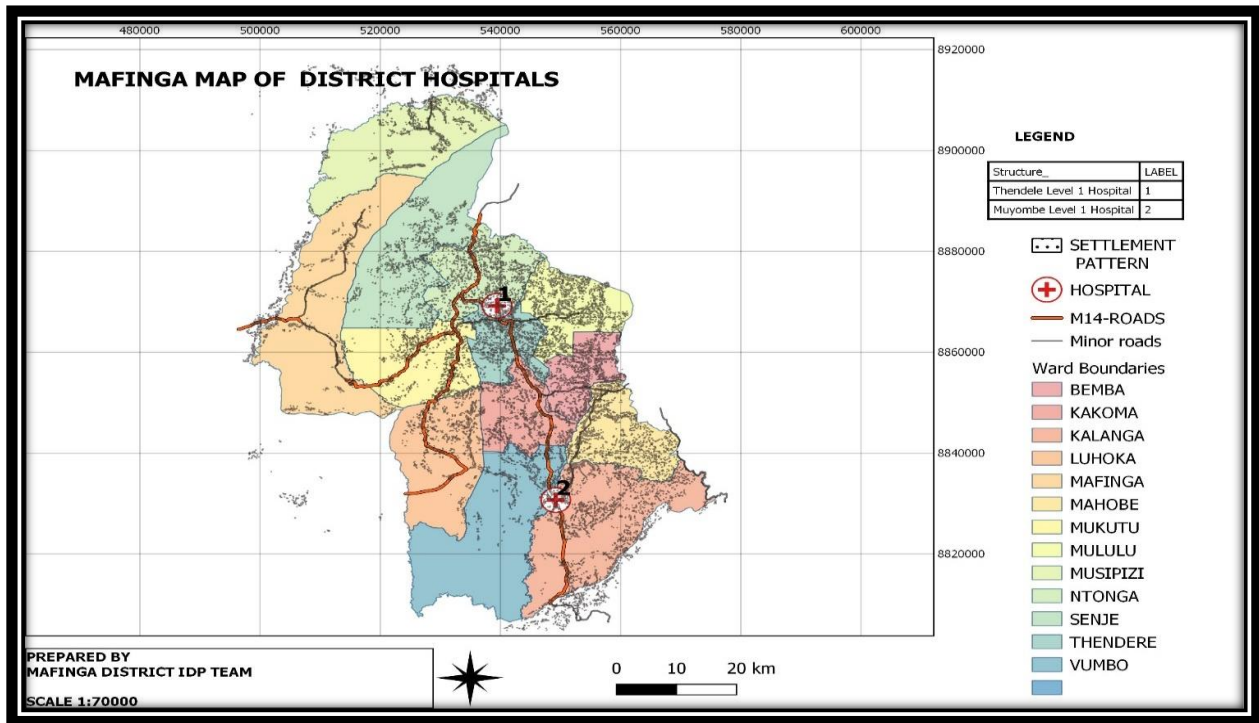 480000 500000 520000 540000 560000 580000 600000
8920000
MAFINGA MAP OF DISTRICT HOSPITALS
8900000
8880000
8860000
8840000
8820000
1
2
LEGEND
Structure_ LABEL
Thendele Level 1 Hospital 1
Muyombe Level 1 Hospital 2
SETTLEMENT
PATTERN
HOSPITAL
M14-ROADS
Minor roads
Ward Boundaries
BEMBA
KAKOMA
KALANGA
LUHOKA
MAFINGA
MAHOBE
MUKUTU
MULULU
MUSIPIZI
NTONGA
SENJE
THENDERE
VUMBO
PREPARED BY
MAFINGA DISTRICT IDP TEAM
SCALE 1:70000
0 10 20 km